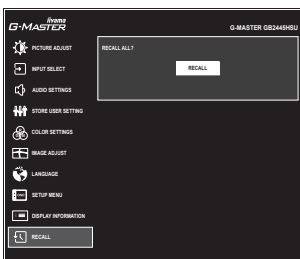 iiyama
G-MASTER
G-MASTER GB2445HSU
PICTURE ADJUST
RECALL ALL?
RECALL
INPUT SELECT
AUDIO SETTINGS
STORE USER SETTING
COLOR SETTINGS
IMAGE ADJUST
LANGUAGE
SETUP MENU
DISPLAY INFORMATION
RECALL